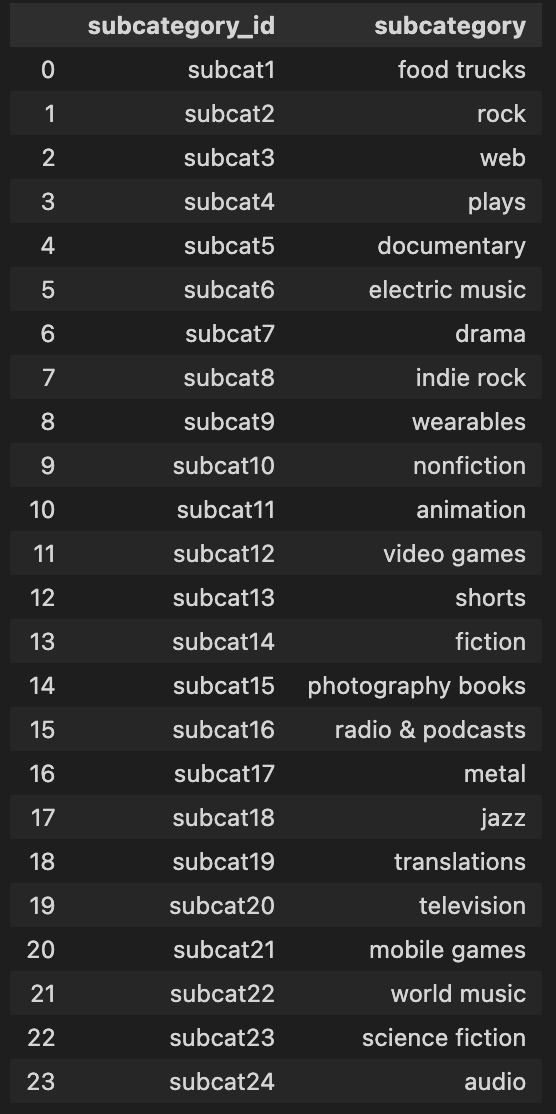 subcategory_id subcategory
0 subcat1 food trucks
1 subcat2 rock
2 subcat3 web
3 subcat4 plays
4 subcat5 documentary
5 subcat6 electric music
6 subcat7 drama
7 subcat8 indie rock
8 subcat9 wearables
9 subcat10 nonfiction
10 subcat11 animation
11 subcat12 video games
12 subcat13 shorts
13 subcat14 fiction
14 subcat15 photography books
15 subcat16 radio & podcasts
16 subcat17 metal
17 subcat18 jazz
18 subcat19 translations
19 subcat20 television
20 subcat21 mobile games
21 subcat22 world music
22 subcat23 science fiction
23 subcat24 audio